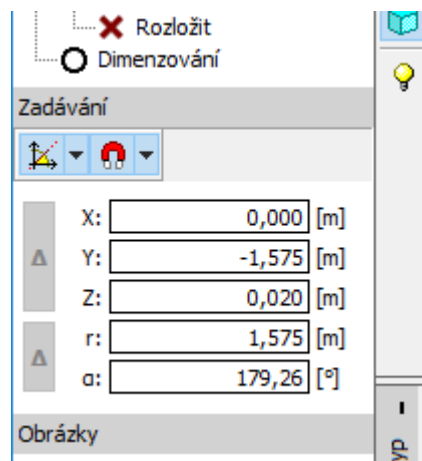 Rozložit
Dimenzování
Zadávání
Δ
X: 0,000 [m]
Y: -1,575 [m]
Z: 0,020 [m]
Δ
r: 1,575 [m]
α: 179,26 [°]
Obrázky